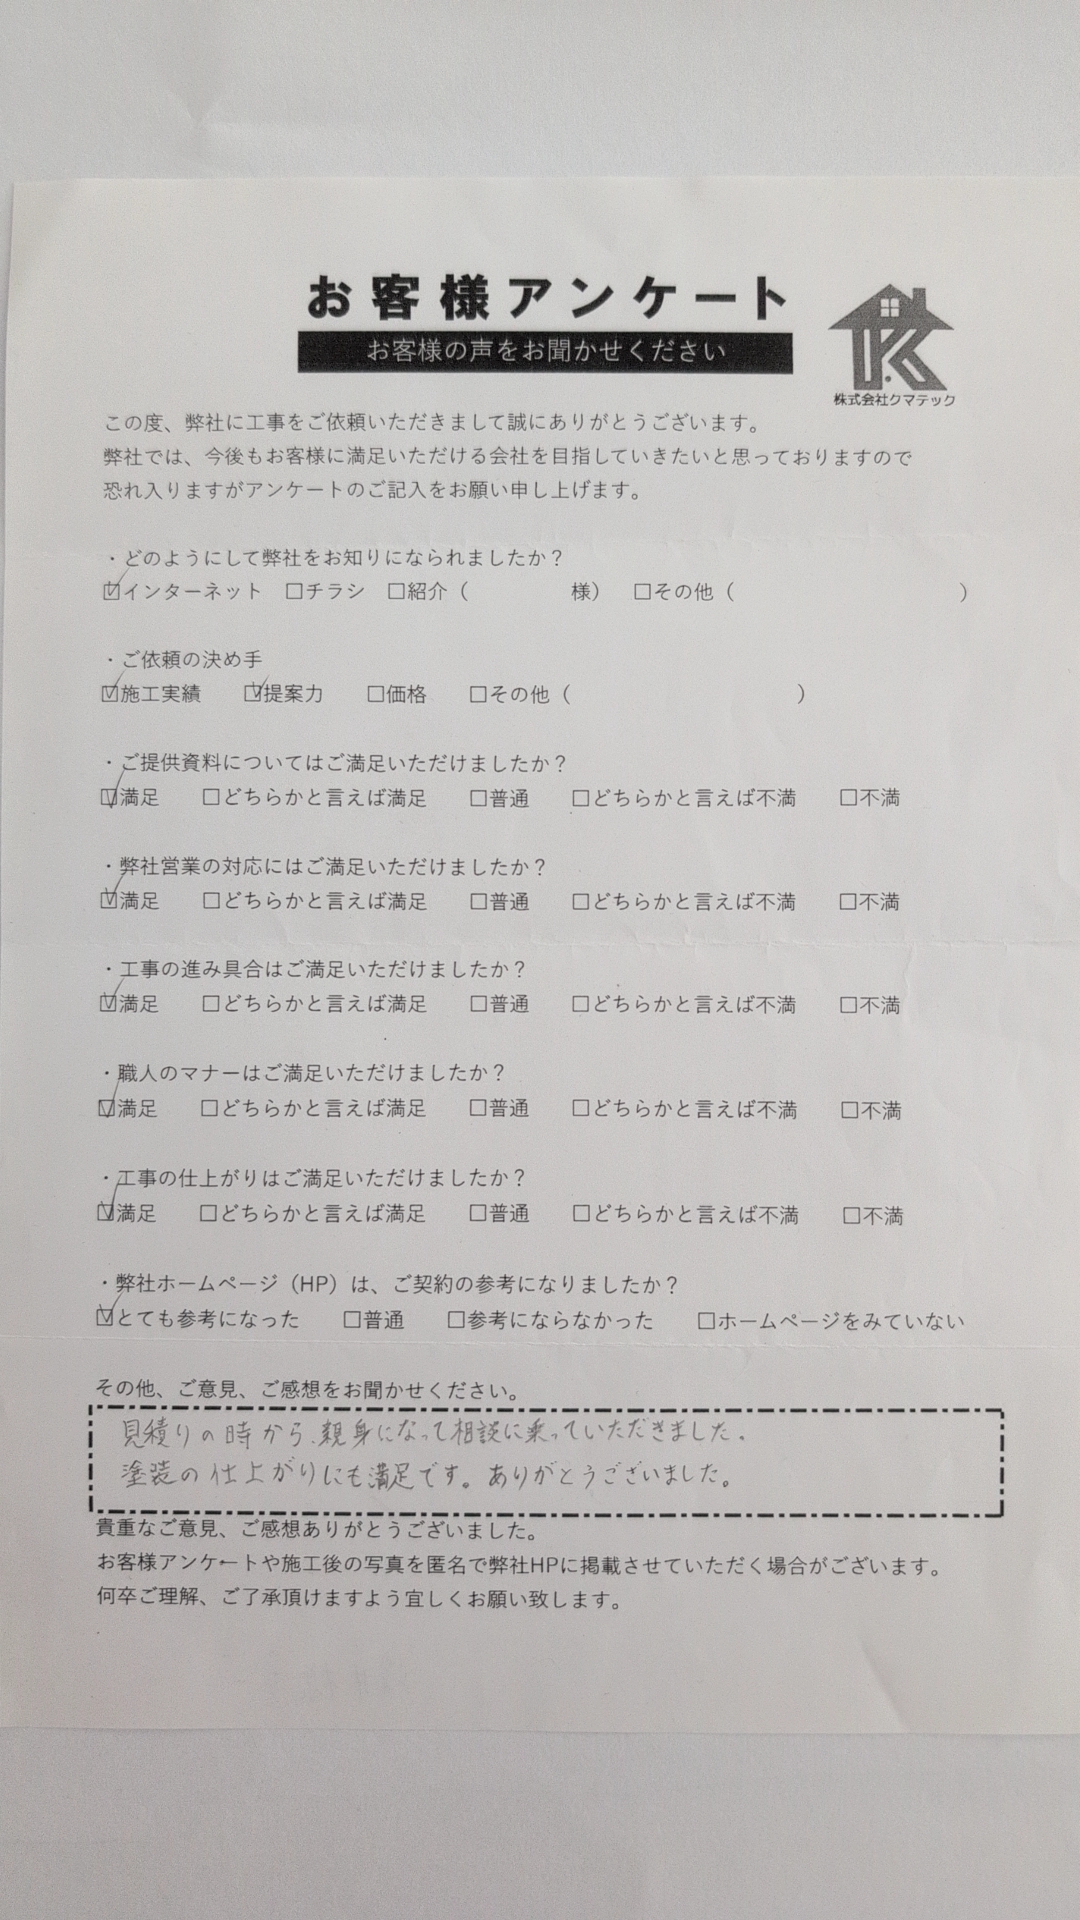 お客様アンケート
お客様の声をお聞かせください
株式会社クマテック
この度、弊社に工事をご依頼いただきまして誠にありがとうございます。
弊社では、今後もお客様に満足いただける会社を目指していきたいと思っておりますので
恐れ入りますがアンケートのご記入をお願い申し上げます。
・どのようにして弊社をお知りになられましたか？
☑インターネット　☐チラシ　☐紹介（　　　　　様）　☐その他（　　　　　　　　　　　）
・ご依頼の決め手
☑施工実績　☑提案力　☐価格　☐その他（　　　　　　　　　　　）
・ご提供資料についてはご満足いただけましたか？
☑満足　☐どちらかと言えば満足　☐普通　☐どちらかと言えば不満　☐不満
・弊社営業の対応にはご満足いただけましたか？
☑満足　☐どちらかと言えば満足　☐普通　☐どちらかと言えば不満　☐不満
・工事の進み具合はご満足いただけましたか？
☑満足　☐どちらかと言えば満足　☐普通　☐どちらかと言えば不満　☐不満
・職人のマナーはご満足いただけましたか？
☑満足　☐どちらかと言えば満足　☐普通　☐どちらかと言えば不満　☐不満
・工事の仕上がりはご満足いただけましたか？
☑満足　☐どちらかと言えば満足　☐普通　☐どちらかと言えば不満　☐不満
・弊社ホームページ（HP）は、ご契約の参考になりましたか？
☑とても参考になった　☐普通　☐参考にならなかった　☐ホームページをみていない
その他、ご意見、ご感想をお聞かせください。
見積りの時から、親身になって相談に乗っていただきました。
塗装の仕上がりにも満足です。ありがとうございました。
貴重なご意見、ご感想ありがとうございました。
お客様アンケートや施工後の写真を匿名で弊社HPに掲載させていただく場合がございます。
何卒ご理解、ご了承頂けますよう宜しくお願い致します。